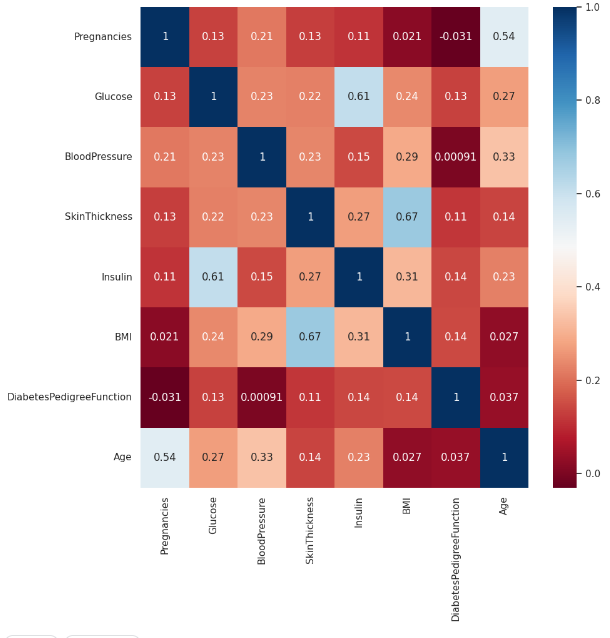 1.0
Pregnancies 1 0.13 0.21 0.13 0.11 0.021 -0.031 0.54
Glucose 0.13 1 0.23 0.22 0.61 0.24 0.13 0.27
0.8
BloodPressure 0.21 0.23 1 0.23 0.15 0.29 0.00091 0.33
0.6
SkinThickness 0.13 0.22 0.23 1 0.27 0.67 0.11 0.14
Insulin 0.11 0.61 0.15 0.27 1 0.31 0.14 0.23
0.4
BMI 0.021 0.24 0.29 0.67 0.31 1 0.14 0.027
0.2
DiabetesPedigreeFunction -0.031 0.13 0.00091 0.11 0.14 0.14 1 0.037
Age 0.54 0.27 0.33 0.14 0.23 0.027 0.037 1
0.0
Pregnancies
Glucose
BloodPressure
SkinThickness
Insulin
BMI
DiabetesPedigreeFunction
Age